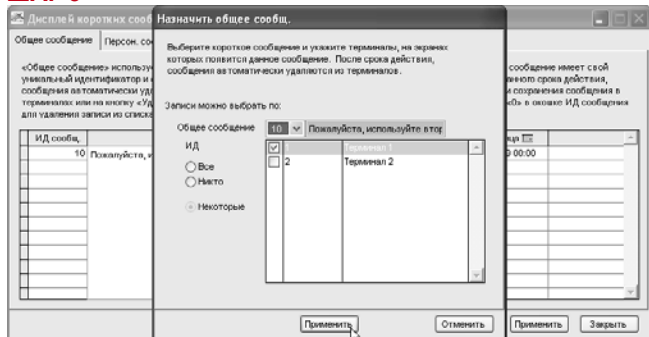 Дисплей коротких сооб
Назначить общее сообщ.
Общее сообщение
Персон. со
Выберите короткое сообщение и укажите терминалы, на экранах
которых появится данное сообщение. После срока действия,
сообщения автоматически удаляются из терминалов.
«Общее сообщение» использу
уникальный идентификатор и
сообщения автоматически уд
терминалах или на кнопку «Уд
для удаления записи из списка
сообщение имеет свой
анного срока действия,
и сохранения сообщения в
«0» в окошке ИД сообщения
Записи можно выбрать по:
Общее сообщение 10 Пожалуйста, используйте втор
ИД сообщ.
10 Пожалуйста, и
00:00
ИД
Все
Никто
Некоторые
1 Терминал 1
2 Терминал 2
Применить
Отменить
Применить
Закрыть